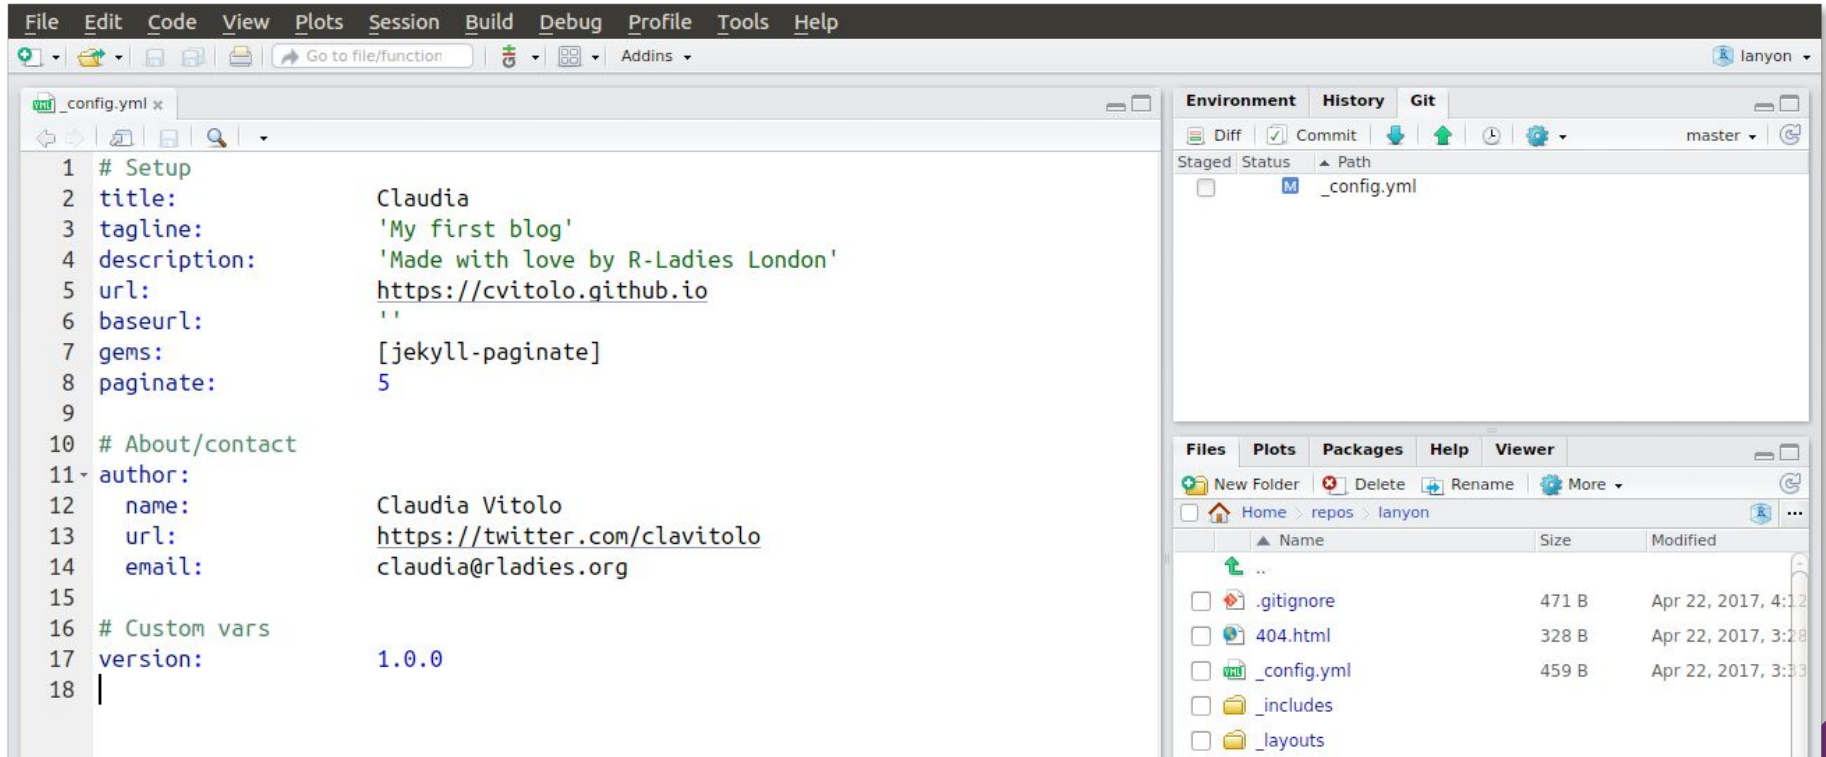 File Edit Code View Plots Session Build Debug Profile Tools Help
Go to file/function Addins lanyon
_config.yml
1 # Setup
2 title: Claudia
3 tagline: 'My first blog'
4 description: 'Made with love by R-Ladies London'
5 url: https://cvitolo.github.io
6 baseurl: ''
7 gems: [jekyll-paginate]
8 paginate: 5
9
10 # About/contact
11 author:
12 name: Claudia Vitolo
13 url: https://twitter.com/clavitolo
14 email: claudia@rladies.org
15
16 # Custom vars
17 version: 1.0.0
18
Environment History Git
Diff Commit master
Staged Status Path
M _config.yml
Files Plots Packages Help Viewer
New Folder Delete Rename More
Home repos lanyon ...
Name Size Modified
..
.gitignore 471 B Apr 22, 2017, 4:12
404.html 328 B Apr 22, 2017, 3:28
_config.yml 459 B Apr 22, 2017, 3:33
_includes
_layouts